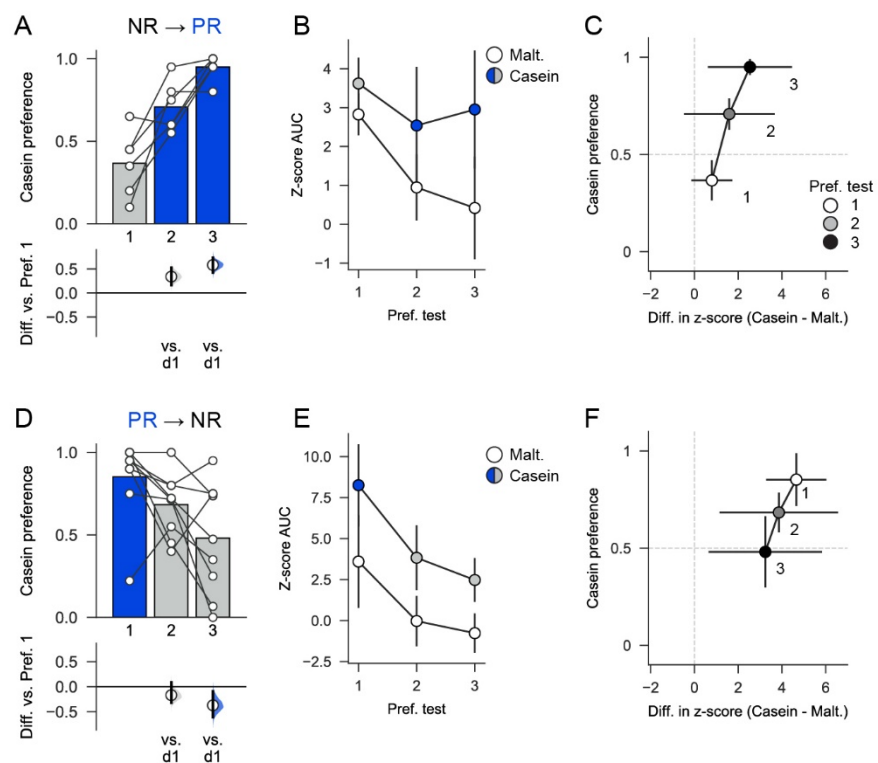 A
NR → PR
Casein preference
1.0
0.5
0.0
1 2 3
Diff. vs. Pref. 1
0.5
0.0
−0.5
vs. d1
vs. d1
B
Z-score AUC
4
3
2
1
0
−1
1 2 3
Pref. test
Malt.
Casein
C
Casein preference
1
0.5
0
1
2
3
Pref. test
1
2
3
−2 0 2 4 6
Diff. in z-score (Casein - Malt.)
D
PR → NR
Casein preference
1.0
0.5
0.0
1 2 3
Diff. vs. Pref. 1
0.5
0.0
−0.5
vs. d1
vs. d1
E
Z-score AUC
10.0
7.5
5.0
2.5
0.0
−2.5
1 2 3
Pref. test
Malt.
Casein
F
Casein preference
1
0.5
0
1
2
3
−2 0 2 4 6
Diff. in z-score (Casein - Malt.)